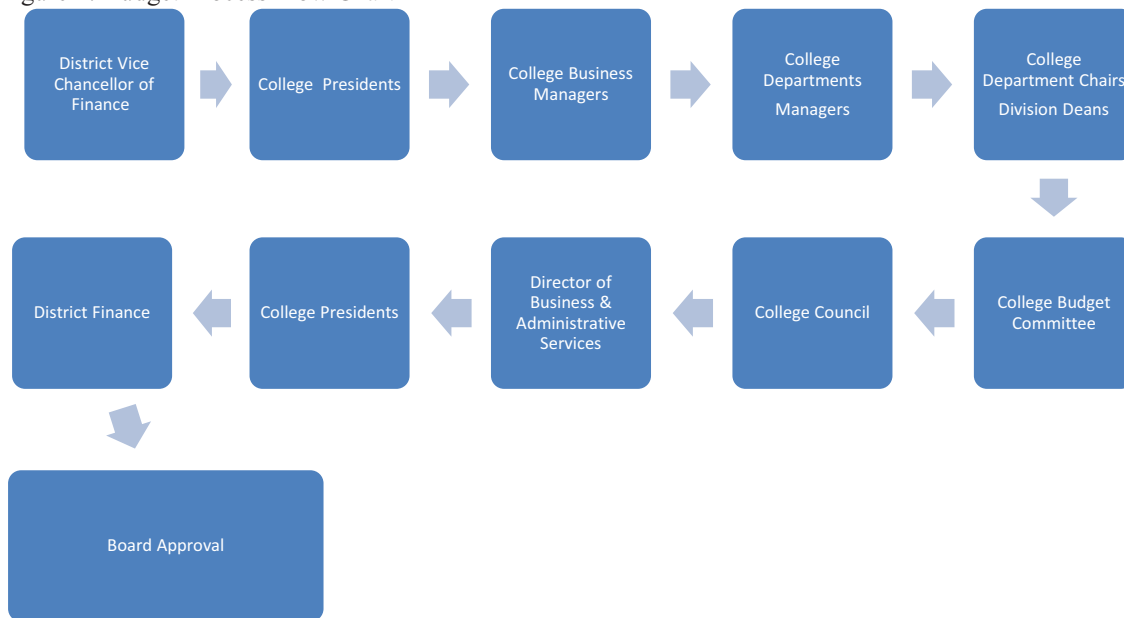 District Vice
Chancellor of
Finance
College Presidents
College Business
Managers
College
Departments
Managers
College
Department Chairs
Division Deans
College Budget
Committee
College Council
Director of
Business &
Administrative
Services
College Presidents
District Finance
Board Approval